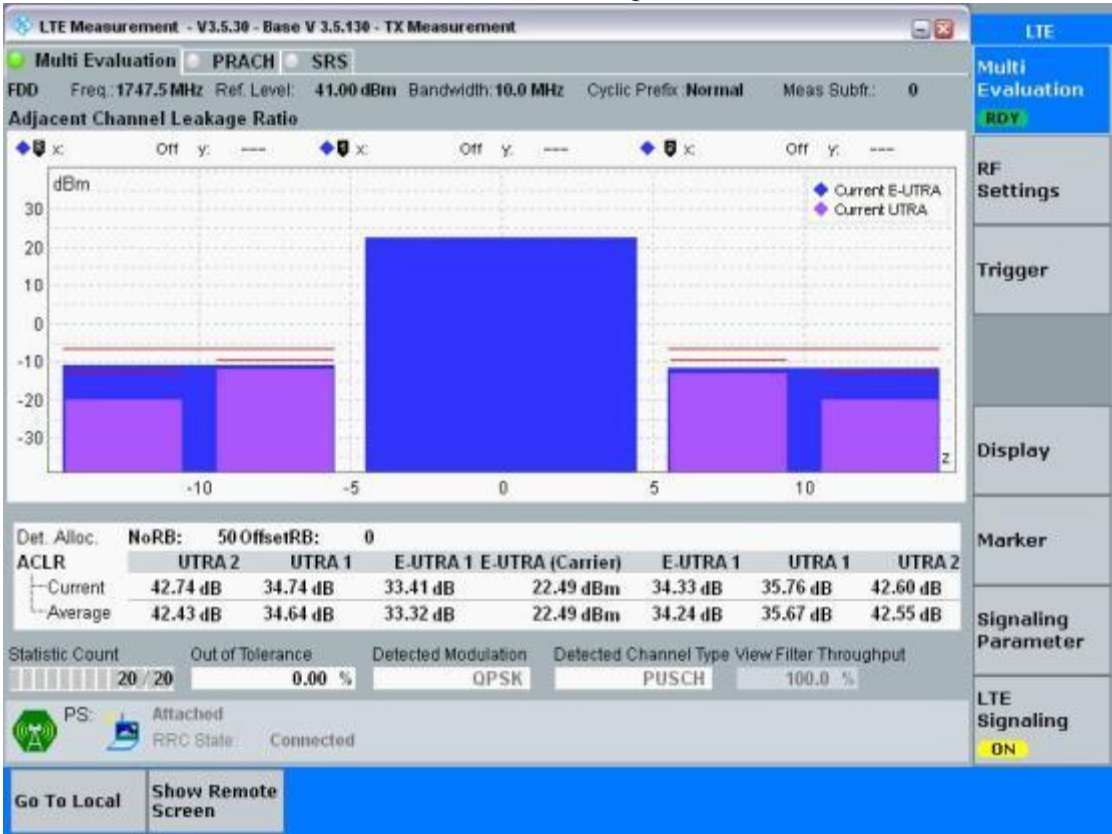 LTE Measurement - V3.5.30 - Base V 3.5.130 - TX Measurement
LTE
Multi Evaluation PRACH SRS
Multi
Evaluation
RDY
FDD Freq.: 1747.5 MHz Ref. Level: 41.00 dBm Bandwidth: 10.0 MHz Cyclic Prefix: Normal Meas Subfr.: 0
Adjacent Channel Leakage Ratio
x: Off y: --- x: Off y: --- x: Off y: ---
RF
Settings
dBm
Current E-UTRA
Current UTRA
30
20
10
0
-10
-20
-30
z
-10 -5 0 5 10
Trigger
Display
Marker
Det. Alloc. NoRB: 50 OffsetRB: 0
ACLR UTRA 2 UTRA 1 E-UTRA 1 E-UTRA (Carrier) E-UTRA 1 UTRA 1 UTRA 2
Current 42.74 dB 34.74 dB 33.41 dB 22.49 dBm 34.33 dB 35.76 dB 42.60 dB
Average 42.43 dB 34.64 dB 33.32 dB 22.49 dBm 34.24 dB 35.67 dB 42.55 dB
Signaling
Parameter
Statistic Count Out of Tolerance Detected Modulation Detected Channel Type View Filter Throughput
20 / 20 0.00 % QPSK PUSCH 100.0 %
LTE
Signaling
ON
PS: Attached
RRC State: Connected
Go To Local
Show Remote
Screen